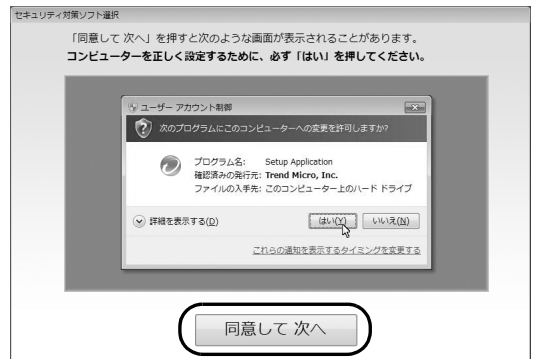 セキュリティ対策ソフト選択
「同意して 次へ」を押すと次のような画面が表示されることがあります。
コンピューターを正しく設定するために、必ず「はい」を押してください。
ユーザー アカウント制御
次のプログラムにこのコンピューターへの変更を許可しますか?
プログラム名: Setup Application
確認済みの発行元: Trend Micro, Inc.
ファイルの入手先: このコンピューター上のハード ドライブ
詳細を表示する(D) はい(Y) いいえ(N)
これらの通知を表示するタイミングを変更する
同意して 次へ